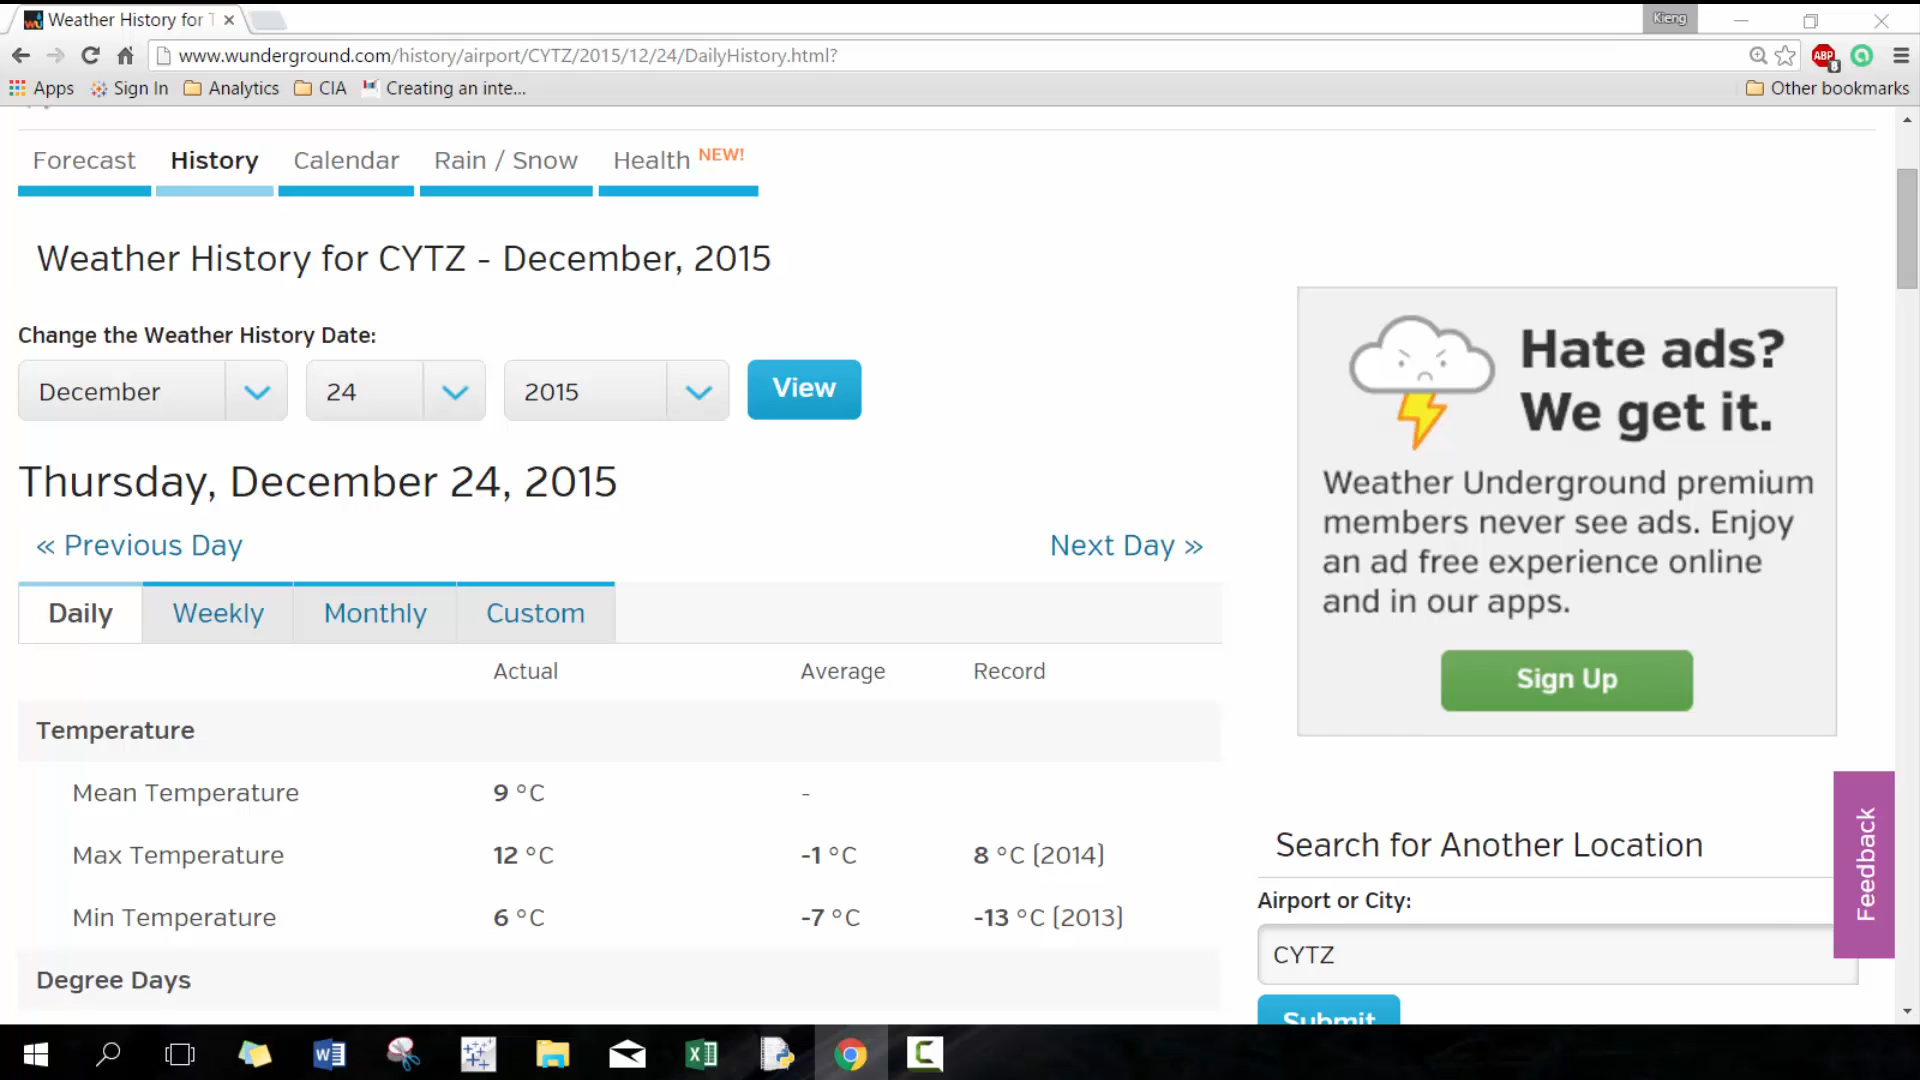 Weather History for T
Kieng
www.wunderground.com/history/airport/CYTZ/2015/12/24/DailyHistory.html?
ABP
8
Apps
Sign In
Analytics
CIA
Creating an inte...
Other bookmarks
Forecast
History
Calendar
Rain / Snow
Health NEW!
Weather History for CYTZ - December, 2015
Change the Weather History Date:
December
24
2015
View
Thursday, December 24, 2015
« Previous Day
Next Day »
Daily
Weekly
Monthly
Custom
Actual Average Record
Temperature
Mean Temperature 9 °C -
Max Temperature 12 °C -1 °C 8 °C (2014)
Min Temperature 6 °C -7 °C -13 °C (2013)
Degree Days
Hate ads?
We get it.
Weather Underground premium
members never see ads. Enjoy
an ad free experience online
and in our apps.
Sign Up
Search for Another Location
Airport or City:
CYTZ
Submit
Feedback